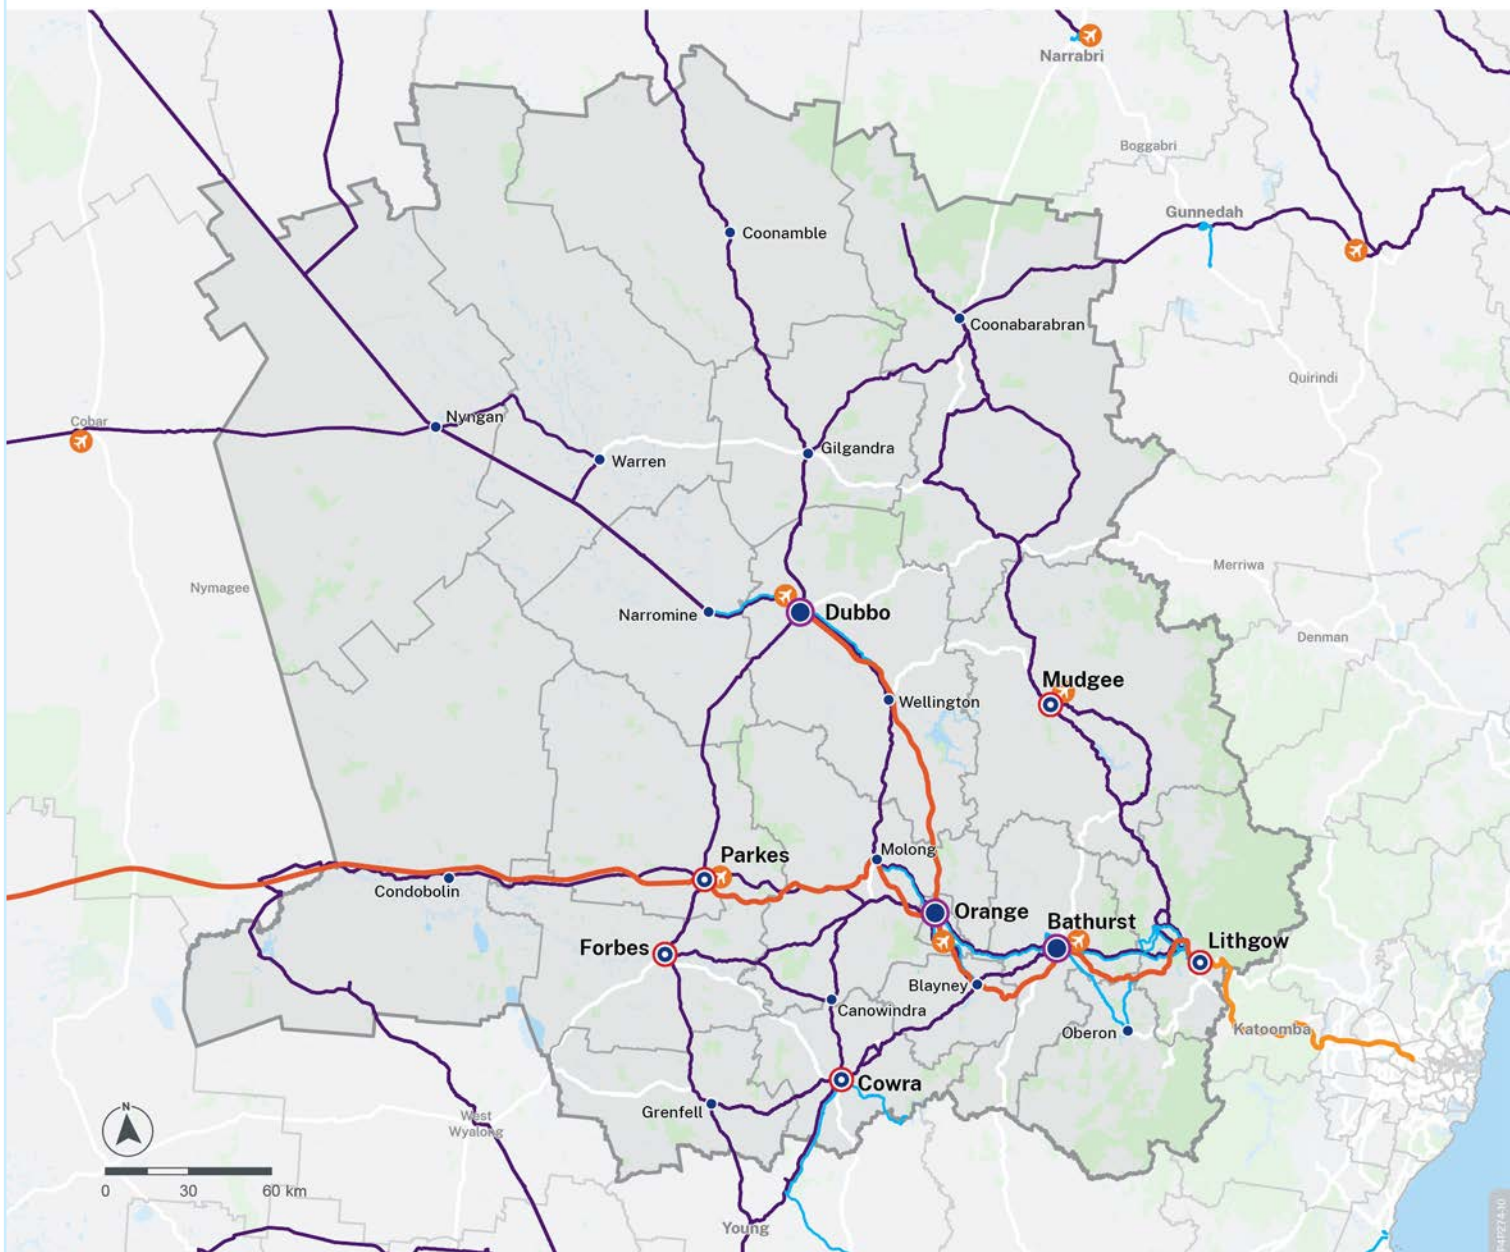 Narrabri
Boggabri
Gunnedah
Coonamble
Coonabarabran
Quirindi
Cobar
Nyngan
Warren
Gilgandra
Merriwa
Nymagee
Narromine
Dubbo
Denman
Mudgee
Wellington
Parkes
Molong
Condobolin
Orange
Bathurst
Forbes
Lithgow
Blayney
Canowindra
Oberon
Katoomba
Cowra
Grenfell
N
West
Wyalong
0 30 60 km
Young